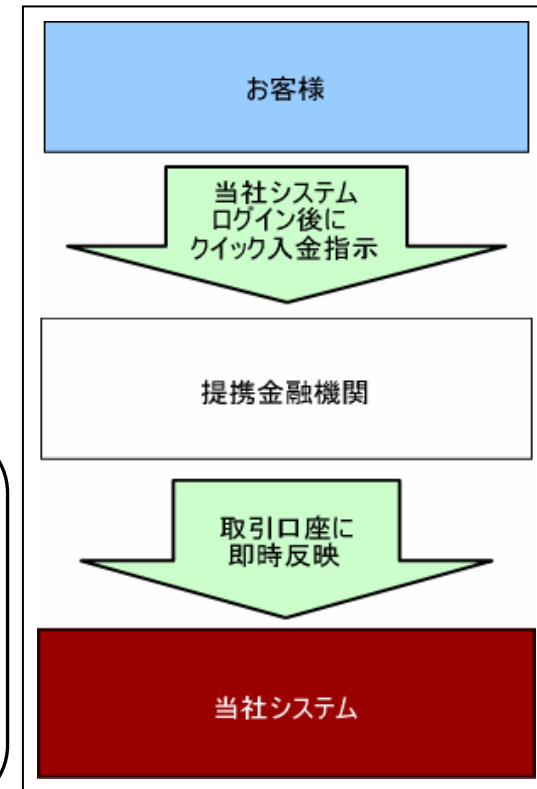 お客様
当社システム
ログイン後に
クイック入金指示
提携金融機関
取引口座に
即時反映
当社システム